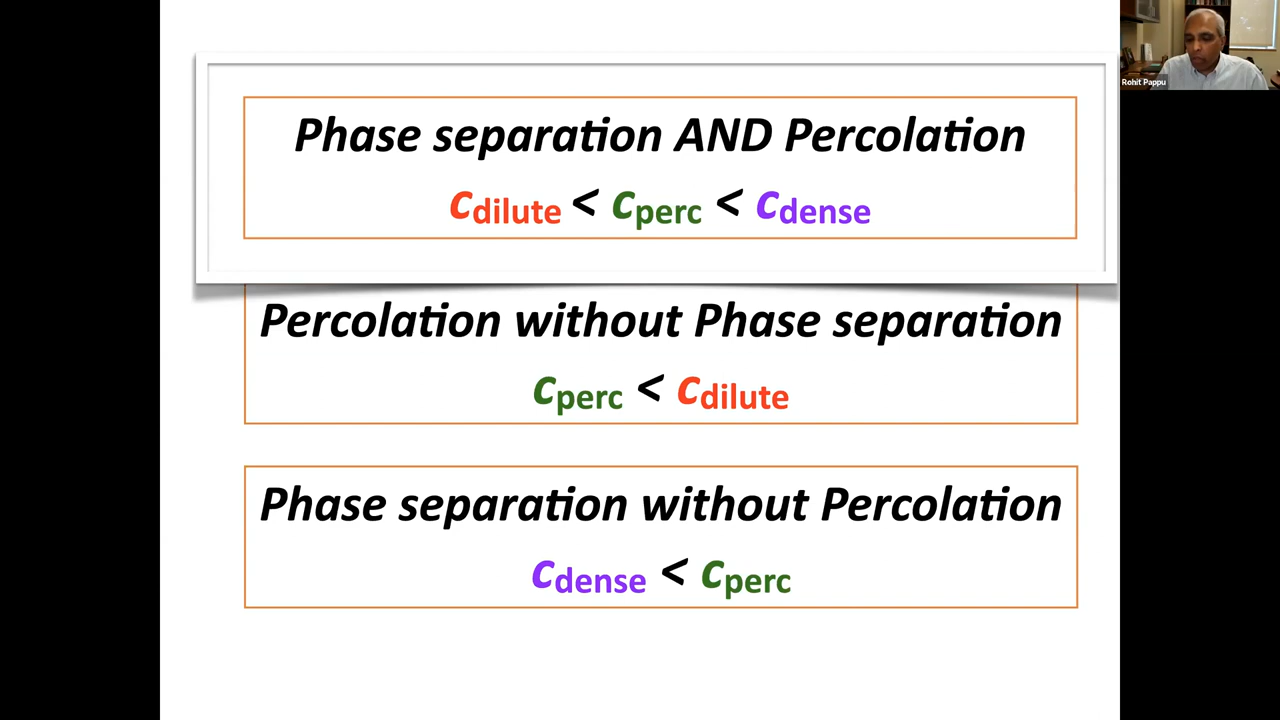 Phase separation AND Percolation
cdilute < cperc < cdense
Percolation without Phase separation
cperc < cdilute
Phase separation without Percolation
cdense < cperc
Rohit Pappu